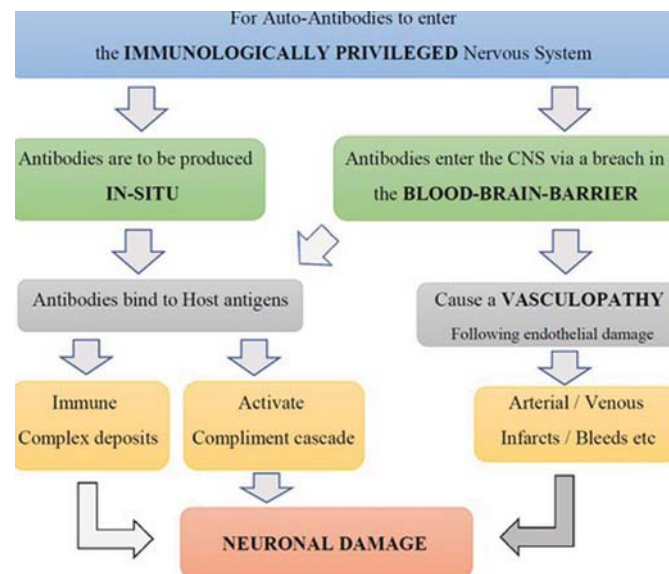 For Auto-Antibodies to enter
the IMMUNOLOGICALLY PRIVILEGED Nervous System
Antibodies are to be produced
IN-SITU
Antibodies enter the CNS via a breach in
the BLOOD-BRAIN-BARRIER
Antibodies bind to Host antigens
Cause a VASCULOPATHY
Following endothelial damage
Immune
Complex deposits
Activate
Compliment cascade
Arterial / Venous
Infarcts / Bleeds etc
NEURONAL DAMAGE